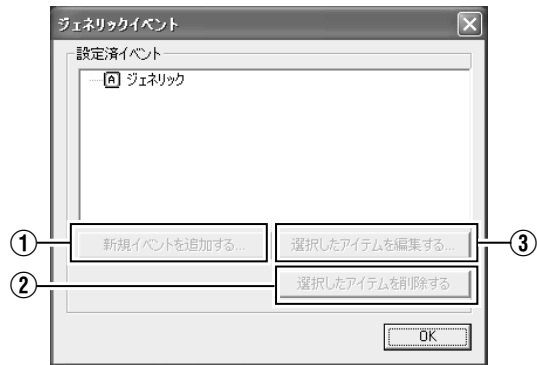 ジェネリックイベント
設定済イベント
A ジェネリック
① 新規イベントを追加する... 選択したアイテムを編集する... ③
② 選択したアイテムを削除する
OK